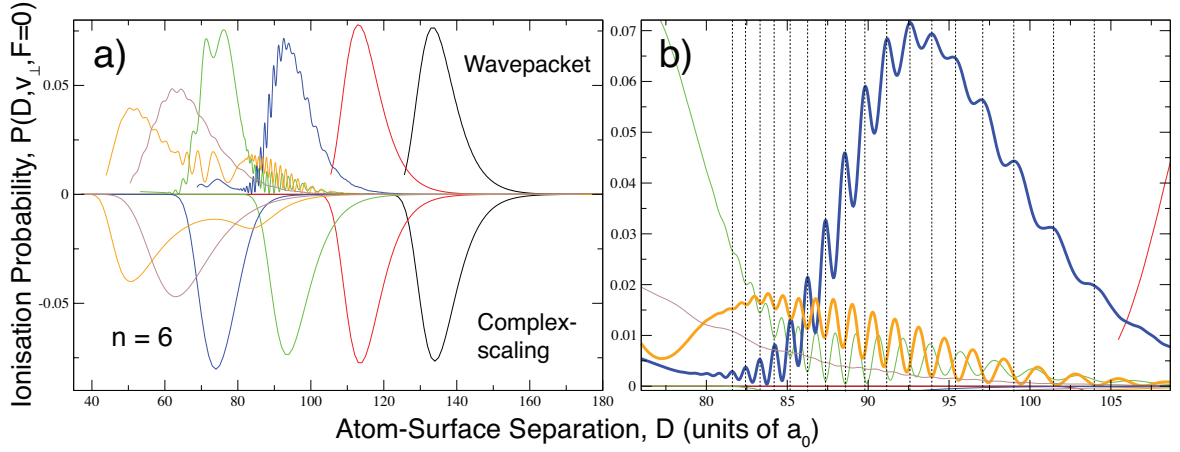 Ionisation Probability, P(D,v⊥,F=0)
a)
Wavepacket
0.05
0
-0.05
n = 6
Complex-
scaling
40 60 80 100 120 140 160 180
b)
0.07
0.06
0.05
0.04
0.03
0.02
0.01
0
80 85 90 95 100 105
Atom-Surface Separation, D (units of a₀)